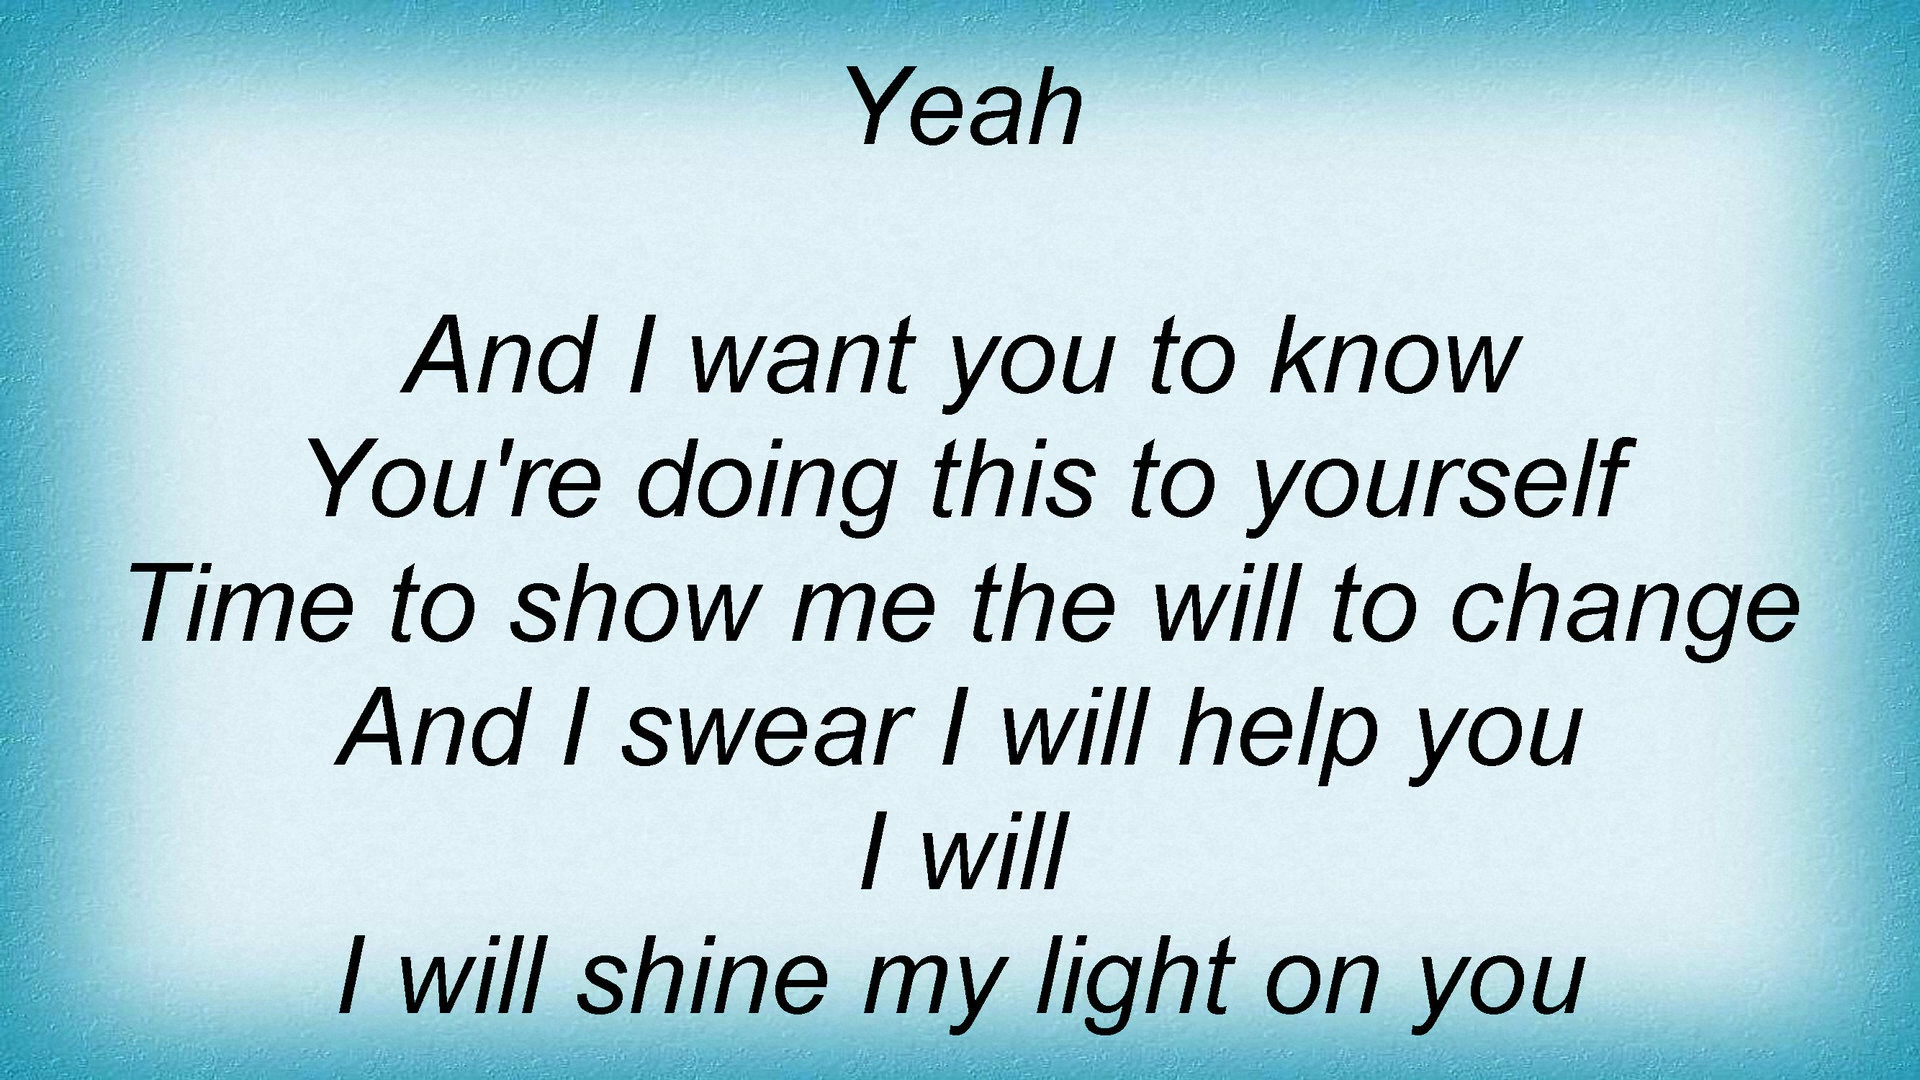 Yeah
And I want you to know
You're doing this to yourself
Time to show me the will to change
And I swear I will help you
I will
I will shine my light on you